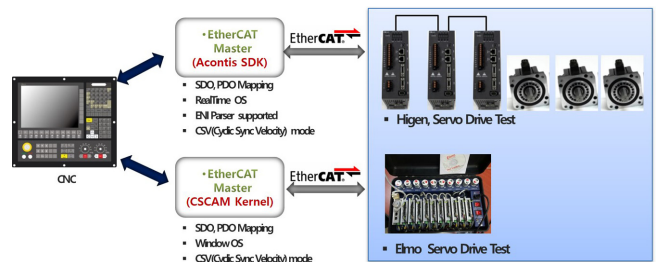 CNC
•EtherCAT
Master
(Acontis SDK)
▪ SDO, PDO Mapping
▪ RealTime OS
▪ ENI Parser supported
▪ CSV(Cyclic Sync Velocity) mode
EtherCAT
▪ Higen, Servo Drive Test
•EtherCAT
Master
(CSCAM Kernel)
▪ SDO, PDO Mapping
▪ Window OS
▪ CSV(Cyclic Sync Velocity) mode
EtherCAT
▪ Elmo Servo Drive Test